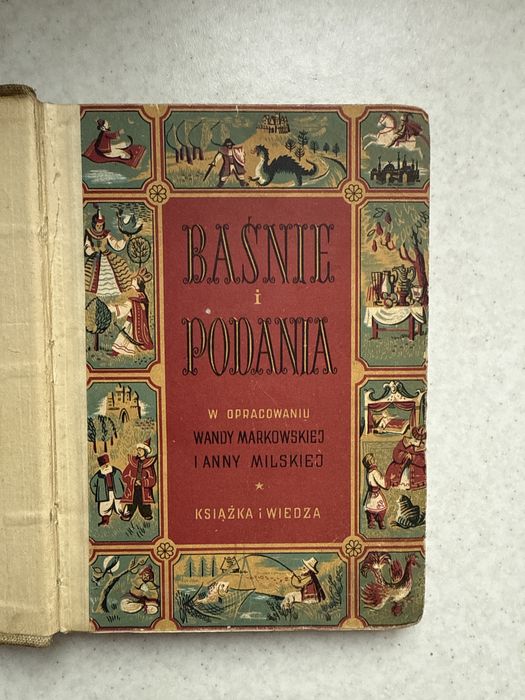 BAŚNIE
i
PODANIA
W OPRACOWANIU
WANDY MARKOWSKIEJ
I ANNY MILSKIEJ
KSIĄŻKA i WIEDZA